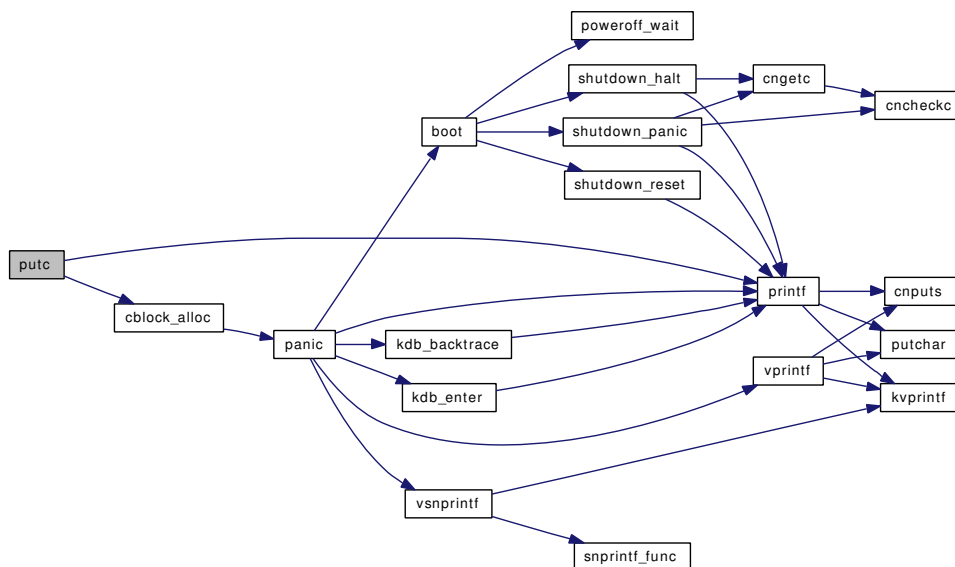 poweroff_wait
shutdown_halt
cngetc
cncheckc
boot
shutdown_panic
shutdown_reset
putc
printf
cnputs
cblock_alloc
panic
kdb_backtrace
putchar
vprintf
kdb_enter
kvprintf
vsnprintf
snprintf_func